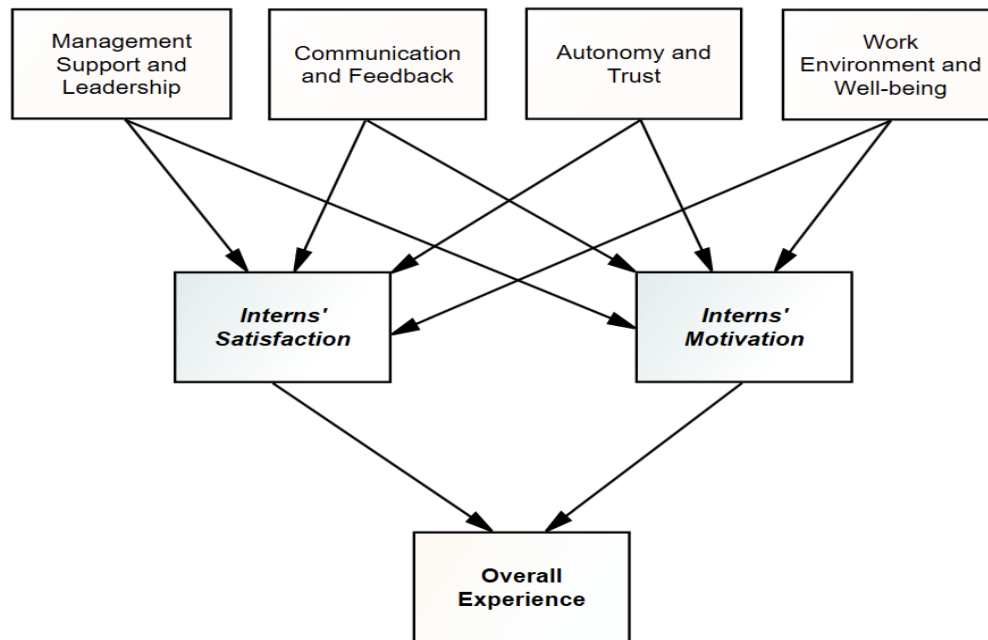 Management
Support and
Leadership
Communication
and Feedback
Autonomy and
Trust
Work
Environment and
Well-being
Interns'
Satisfaction
Interns'
Motivation
Overall
Experience